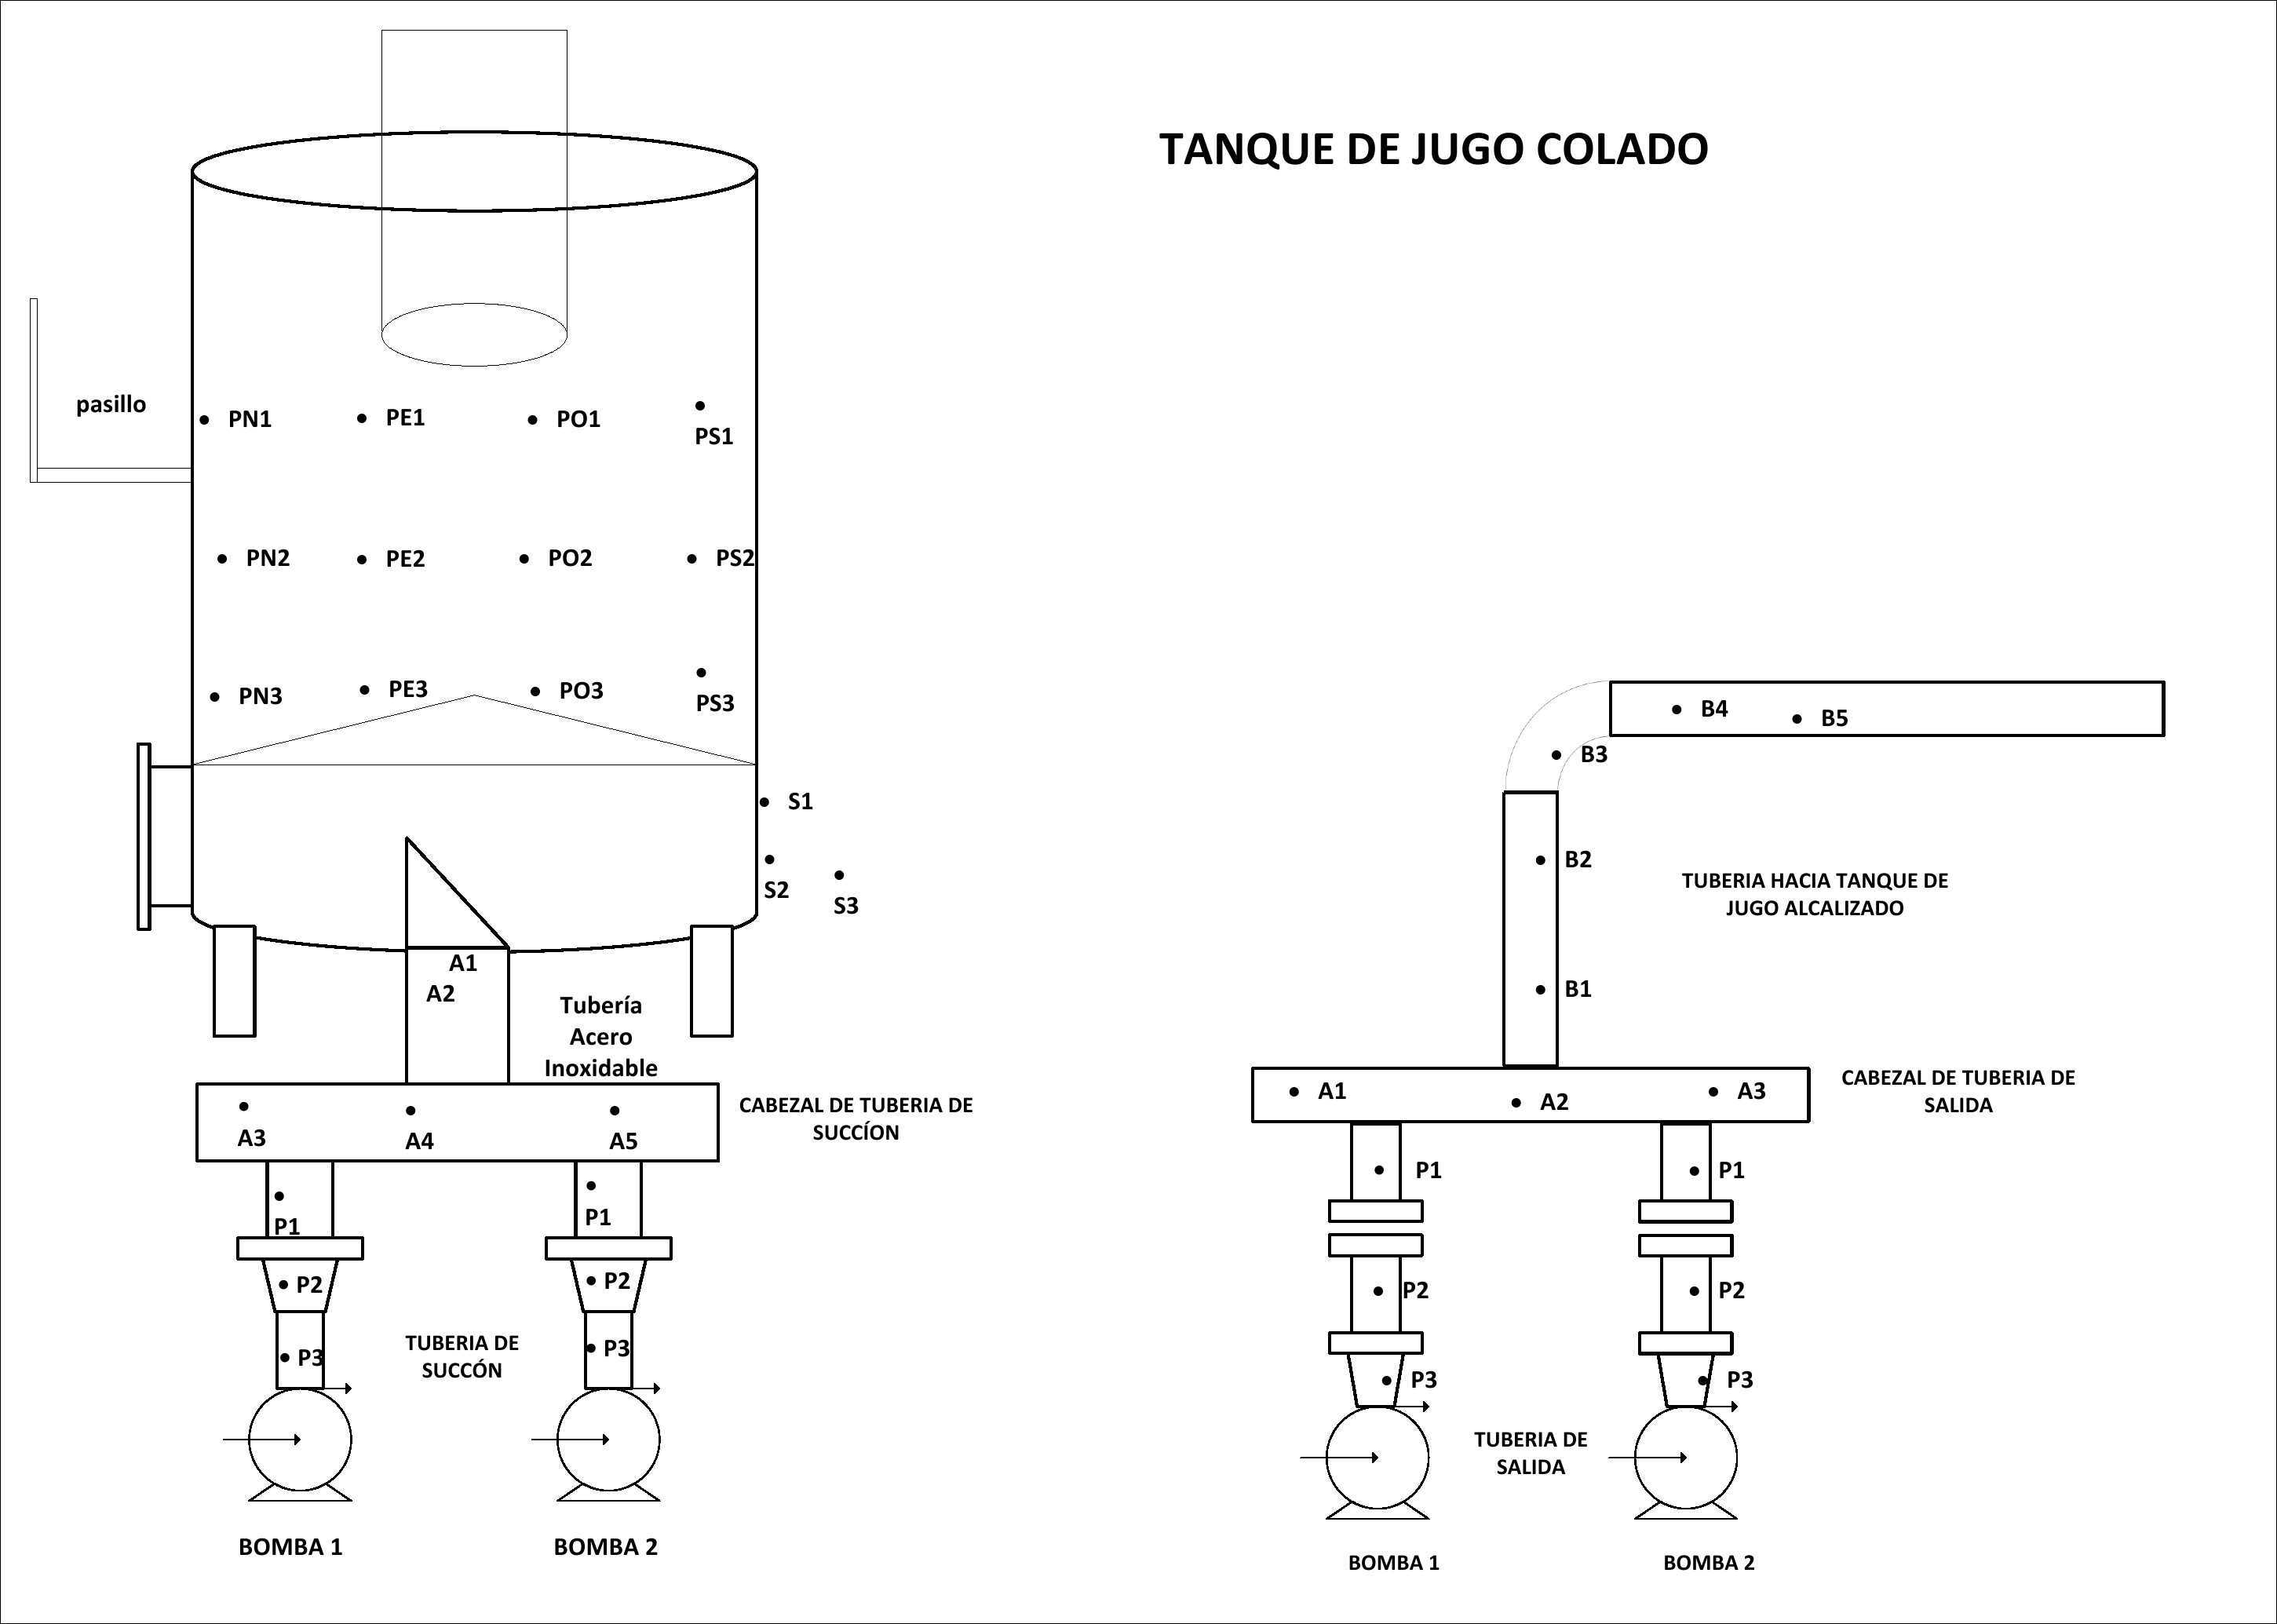 TANQUE DE JUGO COLADO
pasillo
PN1
PE1
PO1
PS1
PN2
PE2
PO2
PS2
PN3
PE3
PO3
PS3
S1
S2
S3
A1
A2
Tubería
Acero
Inoxidable
A3
A4
A5
CABEZAL DE TUBERIA DE
SUCCÍON
P1
P1
P2
P2
P3
P3
TUBERIA DE
SUCCÓN
BOMBA 1
BOMBA 2
B4
B5
B3
B2
TUBERIA HACIA TANQUE DE
JUGO ALCALIZADO
B1
A1
A2
A3
CABEZAL DE TUBERIA DE
SALIDA
P1
P1
P2
P2
P3
P3
TUBERIA DE
SALIDA
BOMBA 1
BOMBA 2